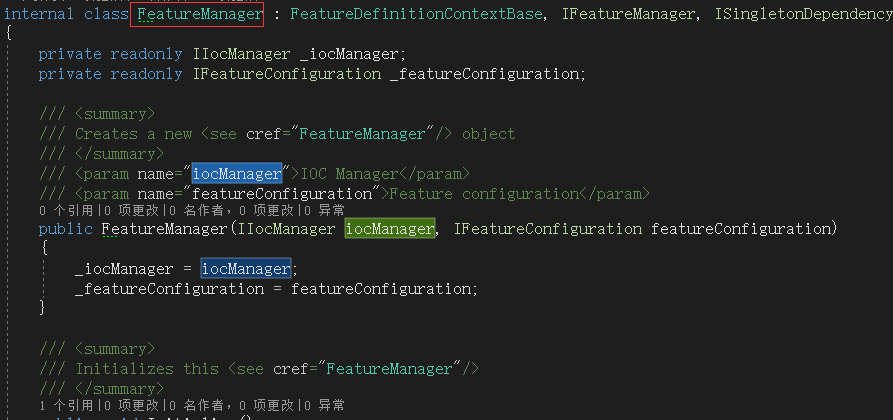 internal class FeatureManager : FeatureDefinitionContextBase, IFeatureManager, ISingletonDependency
{
private readonly IIocManager _iocManager;
private readonly IFeatureConfiguration _featureConfiguration;
/// <summary>
/// Creates a new <see cref="FeatureManager"/> object
/// </summary>
/// <param name="iocManager">IOC Manager</param>
/// <param name="featureConfiguration">Feature configuration</param>
0 个引用|0 项更改|0 名作者，0 项更改|0 异常
public FeatureManager(IIocManager iocManager, IFeatureConfiguration featureConfiguration)
{
_iocManager = iocManager;
_featureConfiguration = featureConfiguration;
}
/// <summary>
/// Initializes this <see cref="FeatureManager"/>
/// </summary>
1 个引用|0 项更改|0 名作者，0 项更改|0 异常